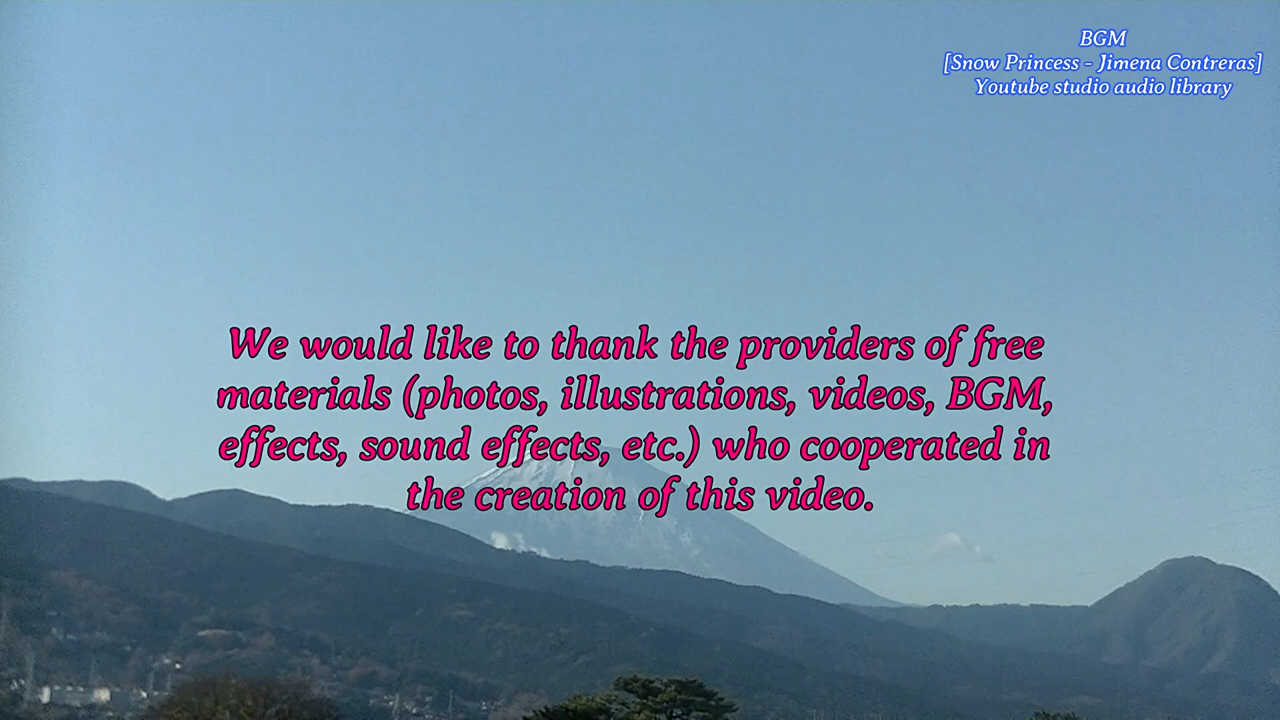 BGM
[Snow Princess - Jimena Contreras]
Youtube studio audio library
We would like to thank the providers of free
materials (photos, illustrations, videos, BGM,
effects, sound effects, etc.) who cooperated in
the creation of this video.